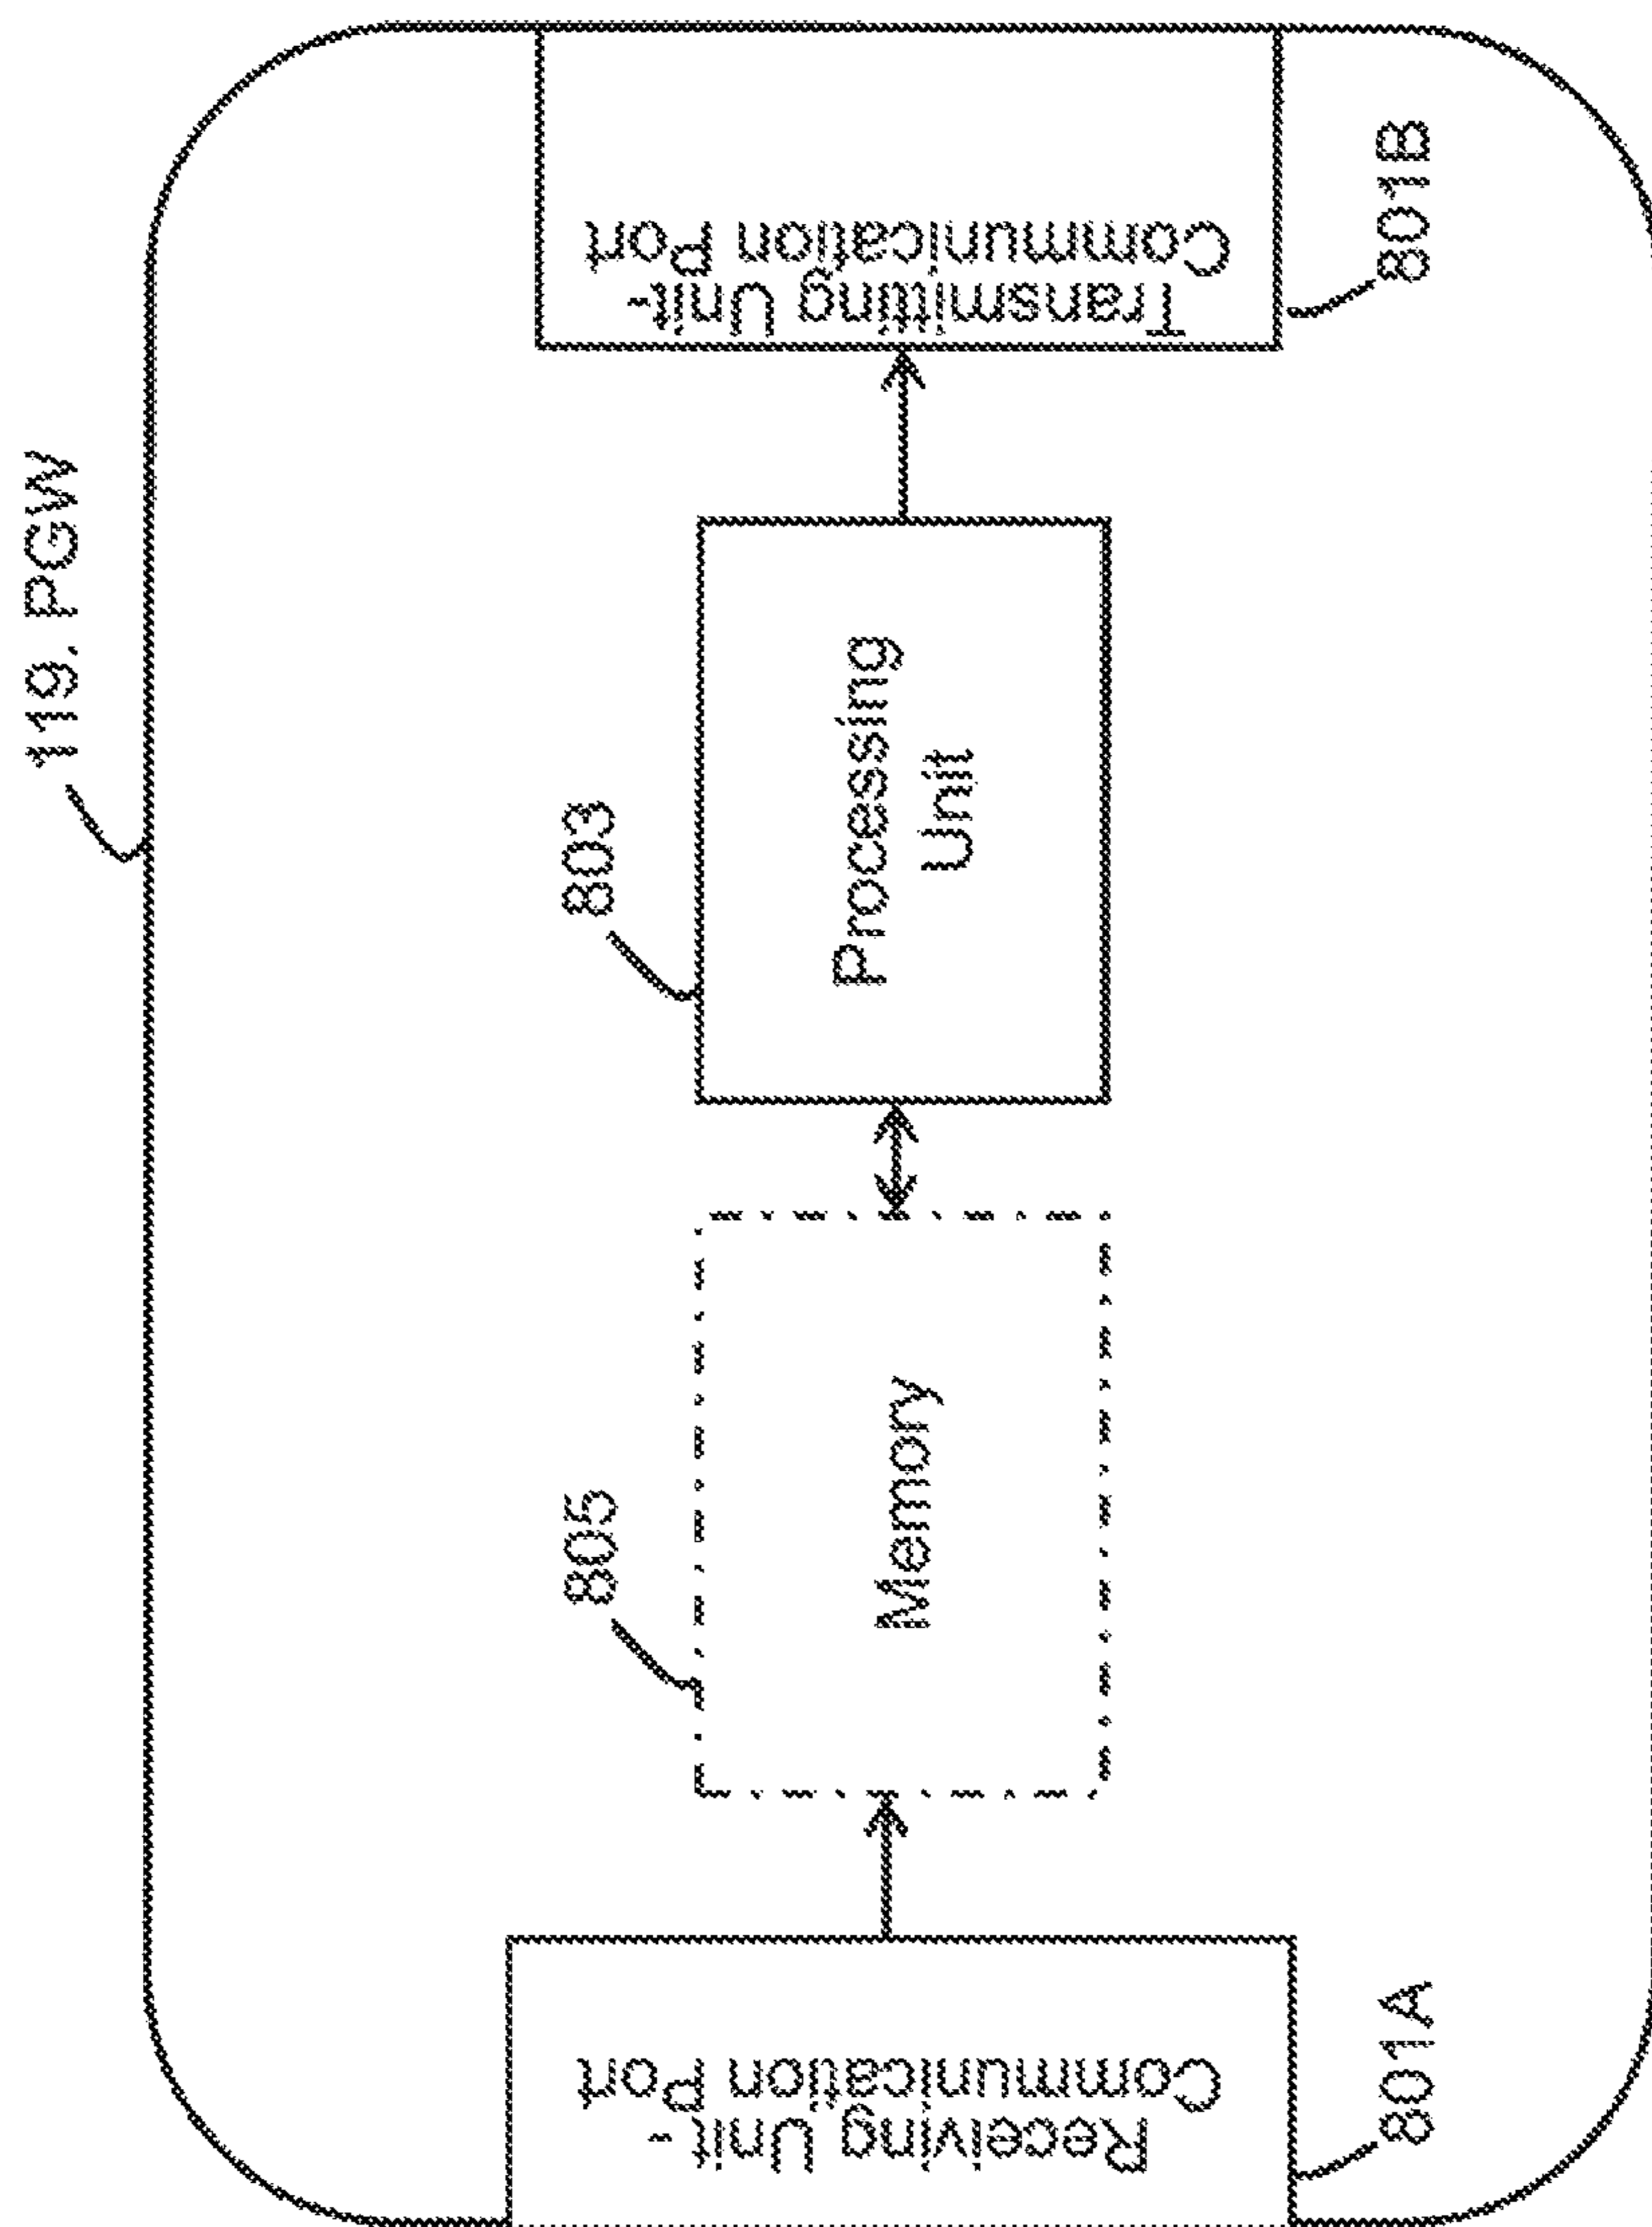 119. PGW
805
803
Receiving Unit-
Communication Port
Memory
Processing
Unit
Transmitting Unit-
Communication Port
801A
801B